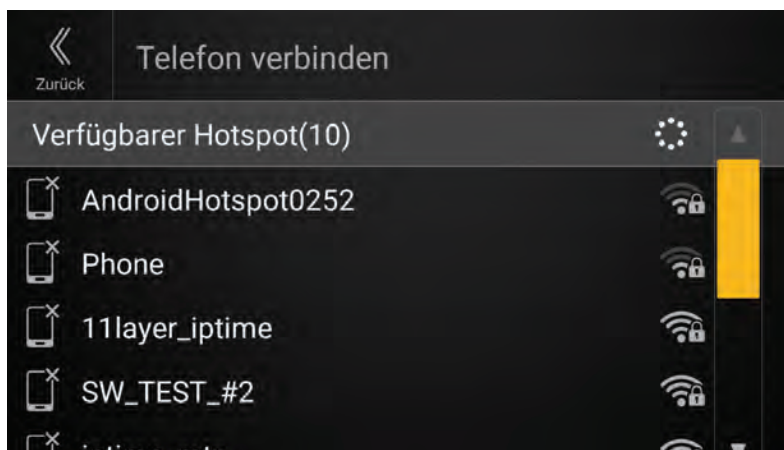 Zurück
Telefon verbinden
Verfügbarer Hotspot(10)
AndroidHotspot0252
Phone
11layer_iptime
SW_TEST_#2